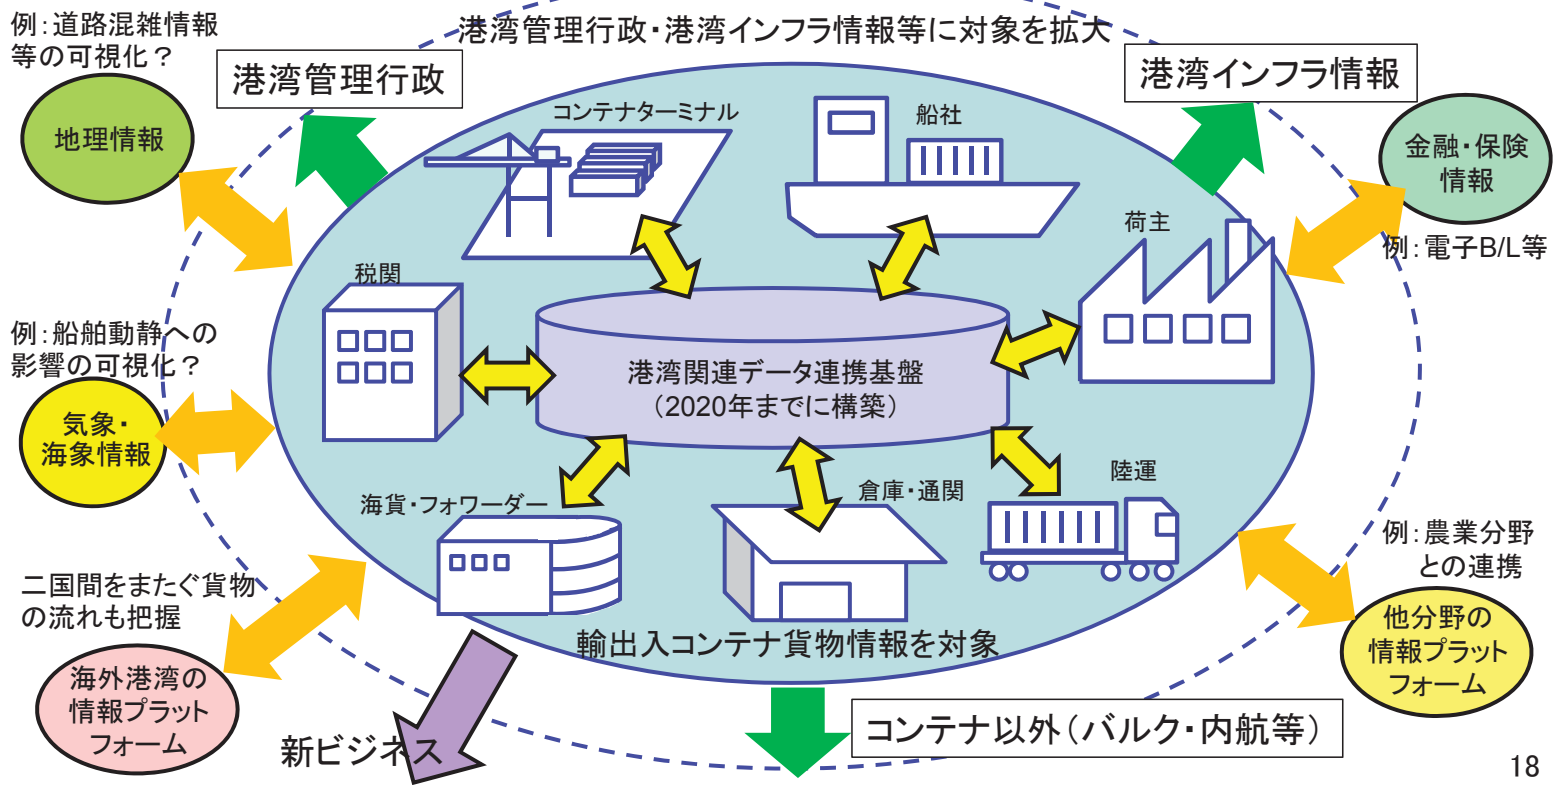 例：道路混雑情報
等の可視化？
港湾管理行政・港湾インフラ情報等に対象を拡大
港湾管理行政
港湾インフラ情報
地理情報
コンテナターミナル
船社
金融・保険
情報
荷主
例：電子B/L等
税関
例：船舶動静への
影響の可視化？
港湾関連データ連携基盤
（2020年までに構築）
気象・
海象情報
海貨・フォワーダー
倉庫・通関
陸運
例：農業分野
との連携
二国間をまたぐ貨物
の流れも把握
輸出入コンテナ貨物情報を対象
他分野の
情報プラット
フォーム
海外港湾の
情報プラット
フォーム
新ビジネス
コンテナ以外（バルク・内航等）
18